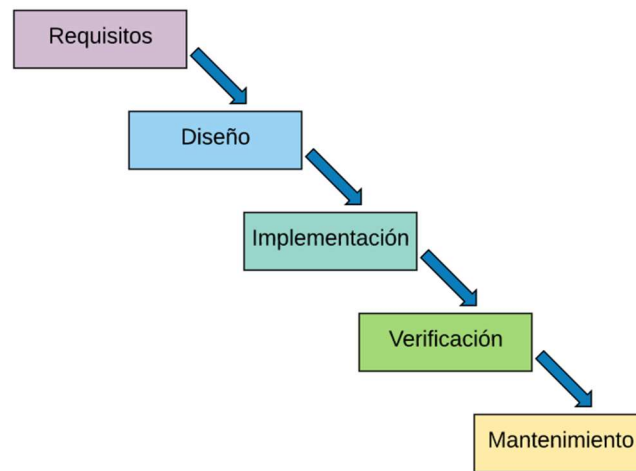 Requisitos
Diseño
Implementación
Verificación
Mantenimiento